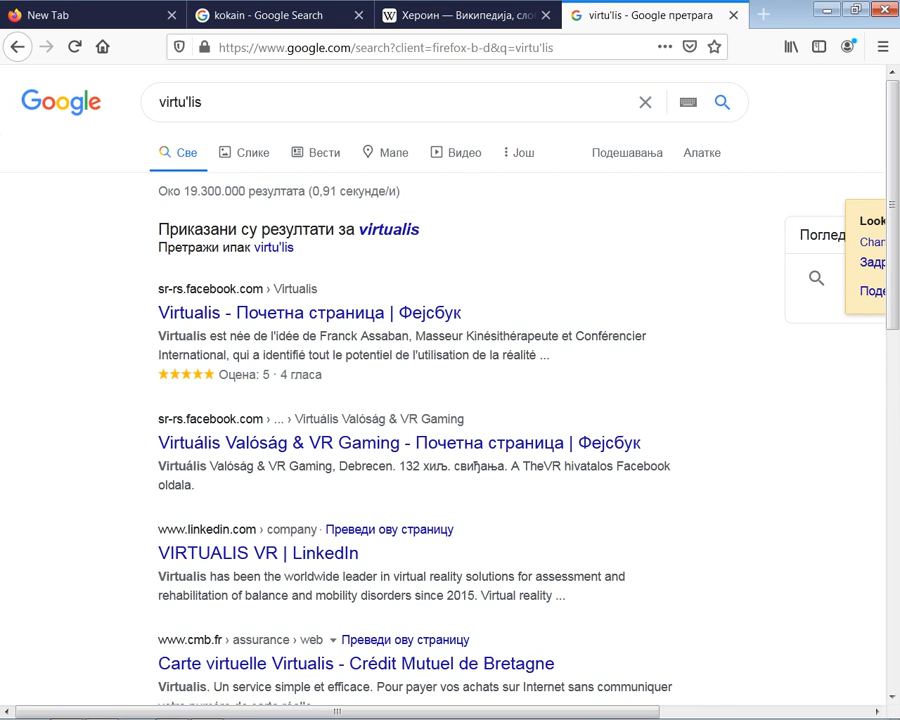 New Tab
kokain - Google Search
Хероин — Википедија, сло
virtu'lis - Google претрага
https://www.google.com/search?client=firefox-b-d&q=virtu'lis
Google
virtu'lis
Све Слике Вести Мапе Видео Још Подешавања Алатке
Око 19.300.000 резултата (0,91 секунде/и)
Приказани су резултати за virtualis
Претражи ипак virtu'lis
Look
Погле
Chan
Задр
Поде
sr-rs.facebook.com › Virtualis
Virtualis - Почетна страница | Фејсбук
Virtualis est née de l'idée de Franck Assaban, Masseur Kinésithérapeute et Conférencier
International, qui a identifié tout le potentiel de l'utilisation de la réalité ...
Оцена: 5 · 4 гласа
sr-rs.facebook.com › ... › Virtuális Valóság & VR Gaming
Virtuális Valóság & VR Gaming - Почетна страница | Фејсбук
Virtuális Valóság & VR Gaming, Debrecen. 132 хиљ. свиђања. A TheVR hivatalos Facebook
oldala.
www.linkedin.com › company · Преведи ову страницу
VIRTUALIS VR | LinkedIn
Virtualis has been the worldwide leader in virtual reality solutions for assessment and
rehabilitation of balance and mobility disorders since 2015. Virtual reality ...
www.cmb.fr › assurance › web Преведи ову страницу
Carte virtuelle Virtualis - Crédit Mutuel de Bretagne
Virtualis. Un service simple et efficace. Pour payer vos achats sur Internet sans communiquer